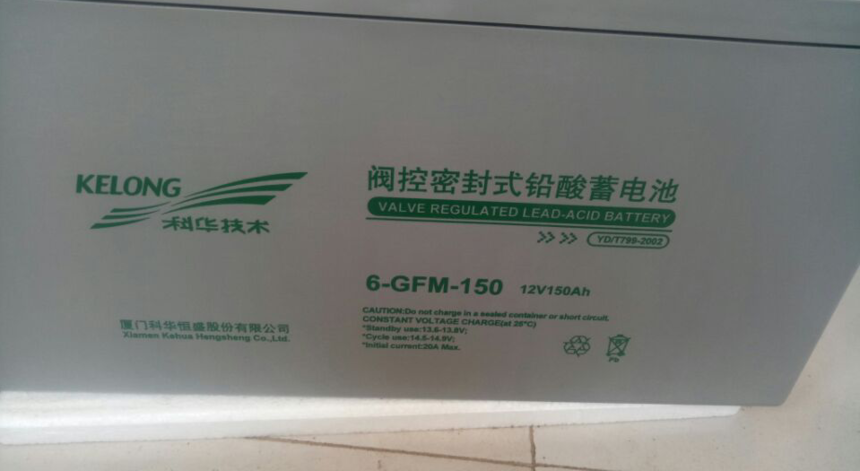 KELONG
科华技术
阀控密封式铅酸蓄电池
VALVE REGULATED LEAD-ACID BATTERY
YD/T799-2002
6-GFM-150 12V150Ah
CAUTION:Do not charge in a sealed container or short circuit.
CONSTANT VOLTAGE CHARGE(at 25°C)
*Standby use:13.6-13.8V;
*Cycle use:14.5-14.9V;
*Initial current:20A Max.
厦门科华恒盛股份有限公司
Xiamen Kehua Hengsheng Co.,Ltd.
Pb